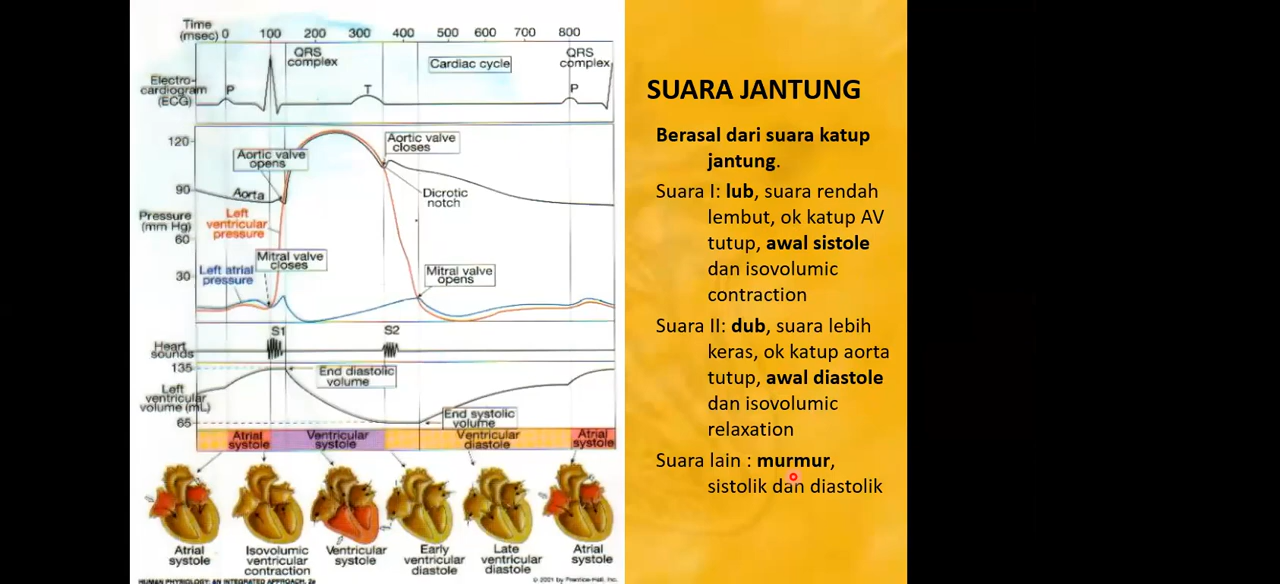 Time
(msec) 0 100 200 300 400 500 600 700 800
QRS
complex
Cardiac cycle
QRS
complex
Electro-
cardiogram
(ECG)
P
T
P
120
90
60
30
Pressure
(mm Hg)
Aortic valve
opens
Aortic valve
closes
Aorta
Dicrotic
notch
Left
ventricular
pressure
Mitral valve
closes
Left atrial
pressure
Mitral valve
opens
Heart
sounds
S1
S2
135
Left
ventricular
volume (mL)
65
End diastolic
volume
End systolic
volume
Atrial
systole
Ventricular
systole
Ventricular
diastole
Atrial
systole
Atrial
systole
Isovolumic
ventricular
contraction
Ventricular
systole
Early
ventricular
diastole
Late
ventricular
diastole
Atrial
systole
HUMAN PHYSIOLOGY: AN INTEGRATED APPROACH, 2e
© 2001 by Prentice-Hall, Inc.
SUARA JANTUNG
Berasal dari suara katup
jantung.
Suara I: lub, suara rendah
lembut, ok katup AV
tutup, awal sistole
dan isovolumic
contraction
Suara II: dub, suara lebih
keras, ok katup aorta
tutup, awal diastole
dan isovolumic
relaxation
Suara lain : murmur,
sistolik dan diastolik